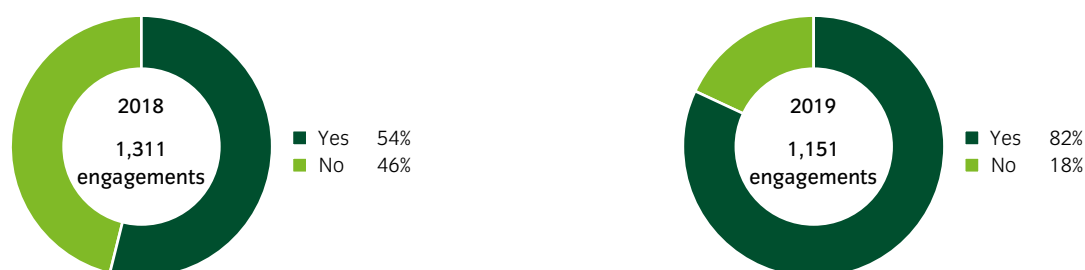 2018
1,311
engagements
Yes 54%
No 46%
2019
1,151
engagements
Yes 82%
No 18%